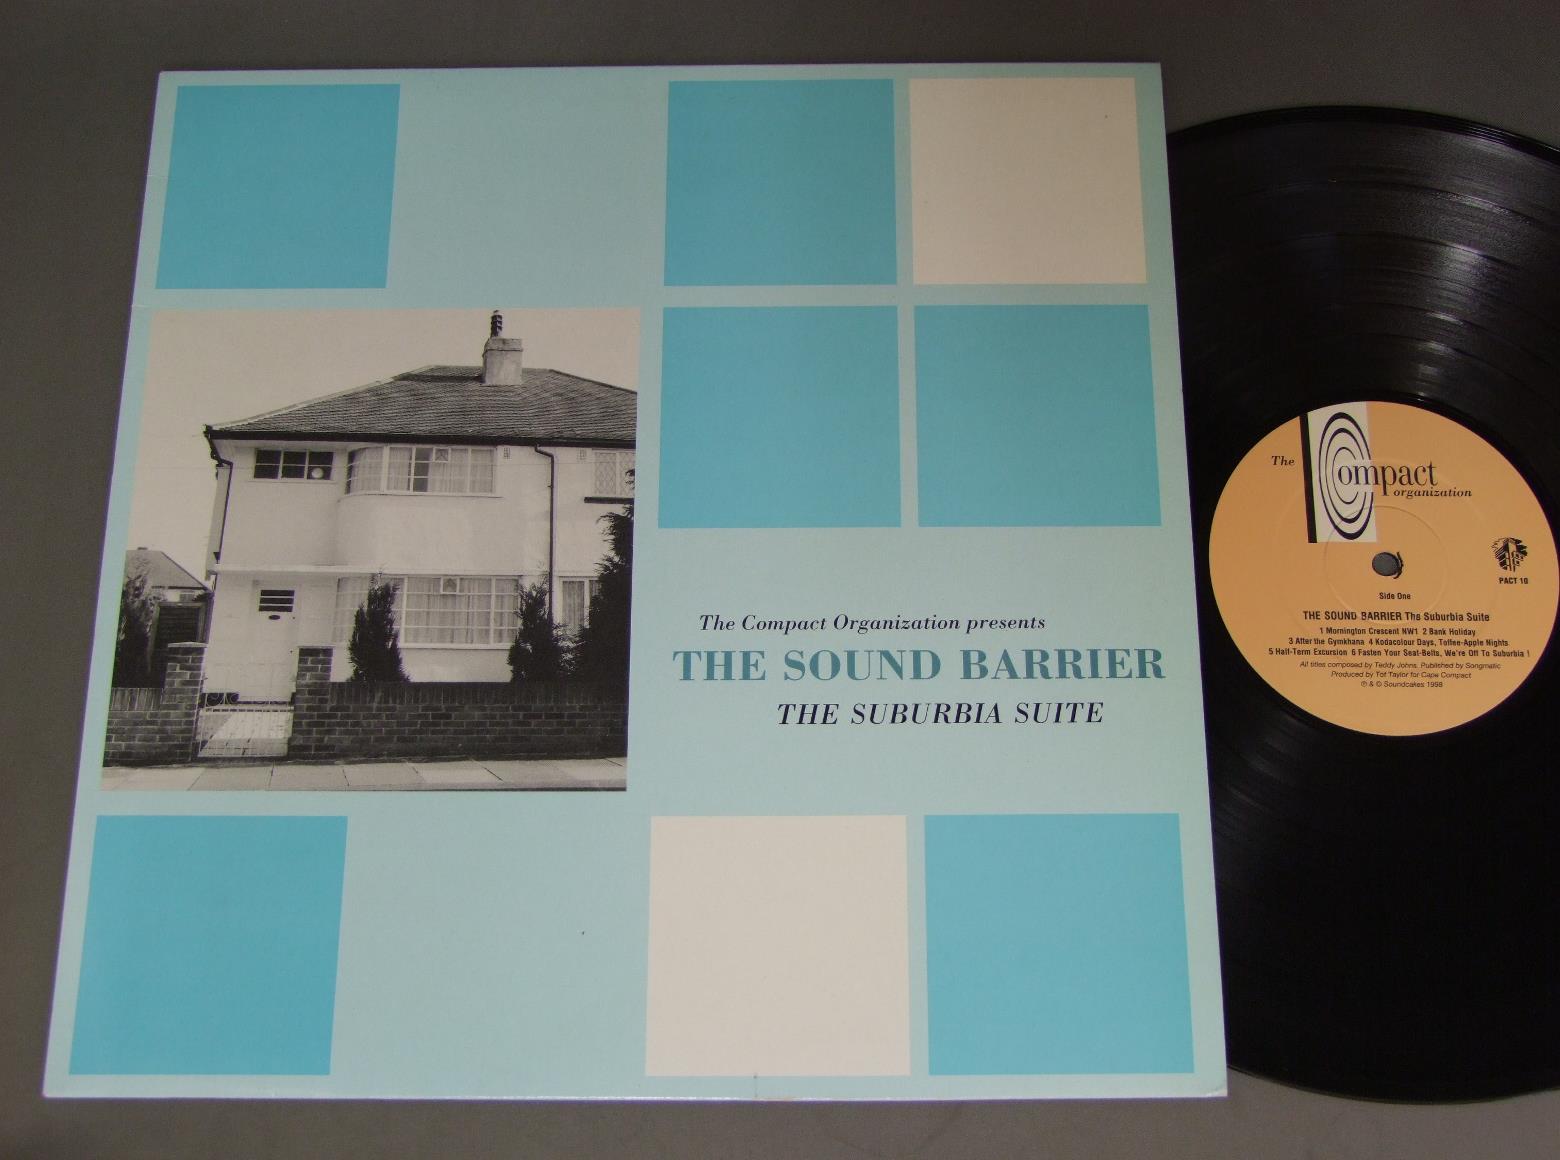 The Compact Organization presents
THE SOUND BARRIER
THE SUBURBIA SUITE
The Compact
organization
PACT 10
Side One
THE SOUND BARRIER The Suburbia Suite
1 Mornington Crescent NW1 2 Bank Holiday
3 After the Gymkhana 4 Kodacolour Days, Toffee-Apple Nights
5 Half-Term Excursion 6 Fasten Your Seat-Belts, We're Off To Suburbia !
All titles composed by Teddy Johns. Published by Songmatic
Produced by Tot Taylor for Cape Compact
℗ & © Soundcakes 1998